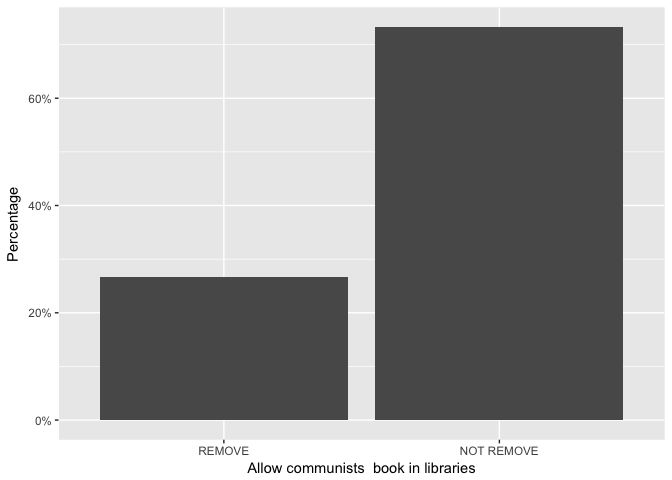 Percentage
60%
40%
20%
0%
REMOVE NOT REMOVE
Allow communists  book in libraries